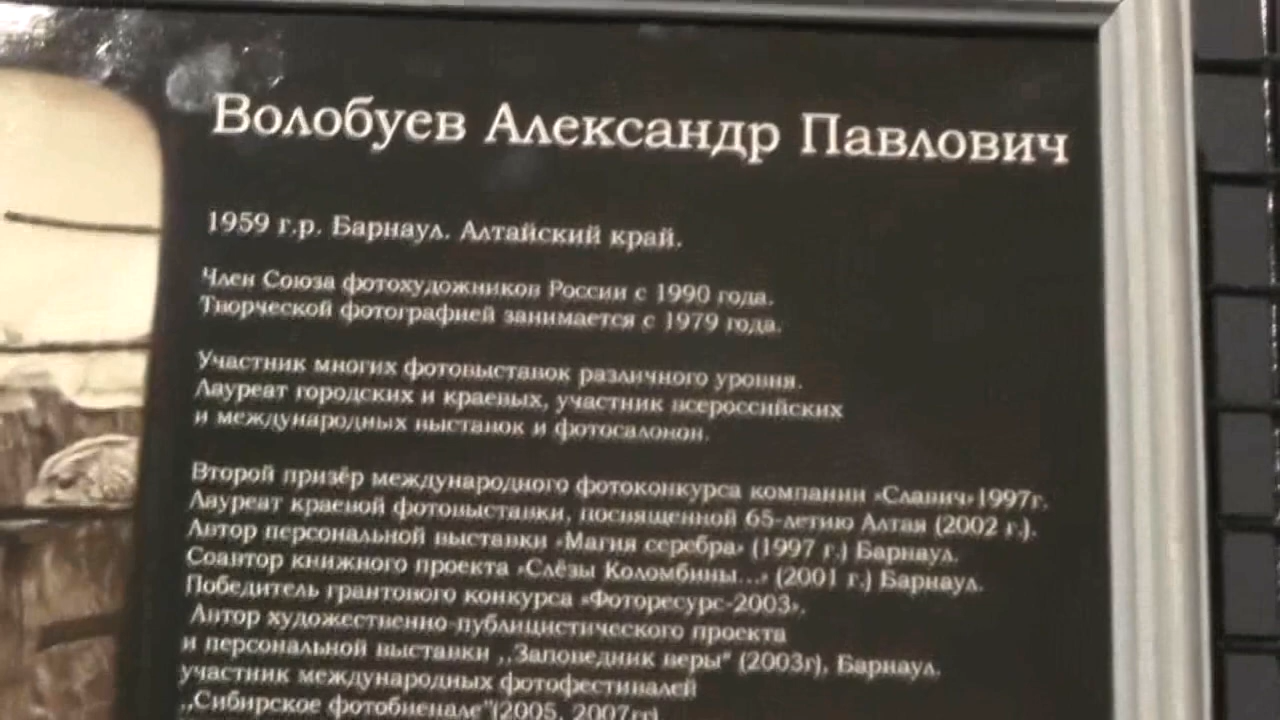 Волобуев Александр Павлович
1959 г.р. Барнаул. Алтайский край.
Член Союза фотохудожников России с 1990 года.
Творческой фотографией занимается с 1979 года.
Участник многих фотовыставок различного уровня.
Лауреат городских и краевых, участник всероссийских
и международных выставок и фотосалонов.
Второй призёр международного фотоконкурса компании «Славич»1997г.
Лауреат краевой фотовыставки, посвященной 65-летию Алтая (2002 г.).
Автор персональной выставки «Магия серебра» (1997 г.) Барнаул.
Соавтор книжного проекта «Слёзы Коломбины...» (2001 г.) Барнаул.
Победитель грантового конкурса «Фоторесурс-2003».
Автор художественно-публицистического проекта
и персональной выставки ,,Заповедник веры" (2003г), Барнаул.
участник международных фотофестивалей
,,Сибирское фотобиенале"(2005, 2007гг)